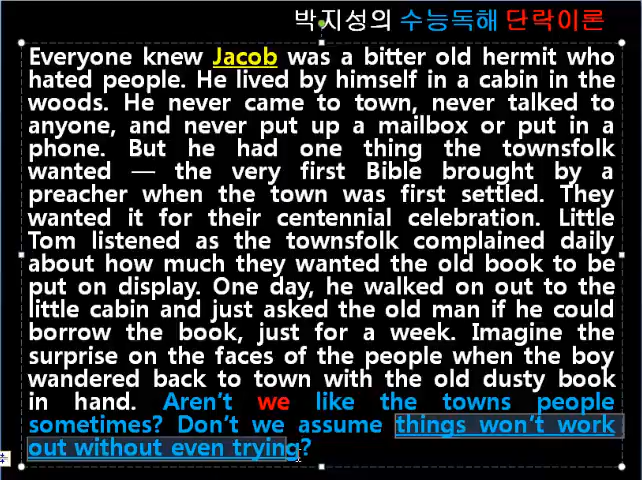 박지성의 수능독해 단락이론
Everyone knew Jacob was a bitter old hermit who
hated people. He lived by himself in a cabin in the
woods. He never came to town, never talked to
anyone, and never put up a mailbox or put in a
phone. But he had one thing the townsfolk
wanted — the very first Bible brought by a
preacher when the town was first settled. They
wanted it for their centennial celebration. Little
Tom listened as the townsfolk complained daily
about how much they wanted the old book to be
put on display. One day, he walked on out to the
little cabin and just asked the old man if he could
borrow the book, just for a week. Imagine the
surprise on the faces of the people when the boy
wandered back to town with the old dusty book
in hand. Aren't we like the towns people
sometimes? Don't we assume things won't work
out without even trying?